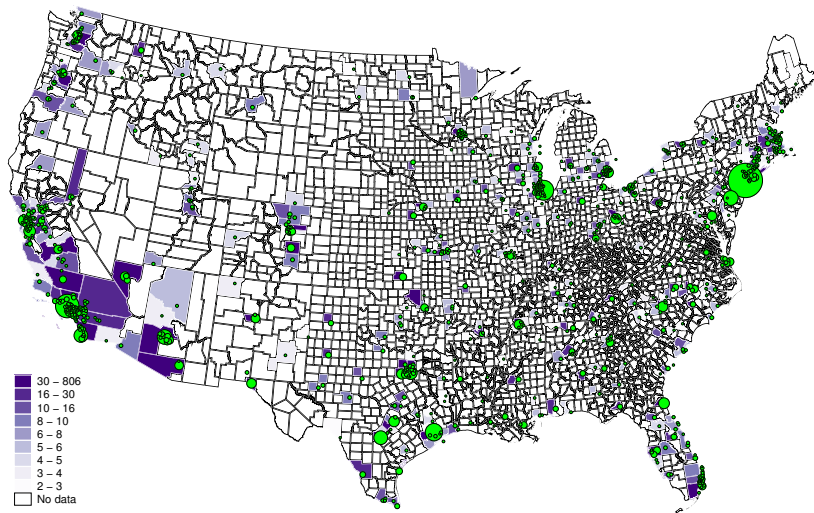 30 – 806
16 – 30
10 – 16
8 – 10
6 – 8
5 – 6
4 – 5
3 – 4
2 – 3
No data